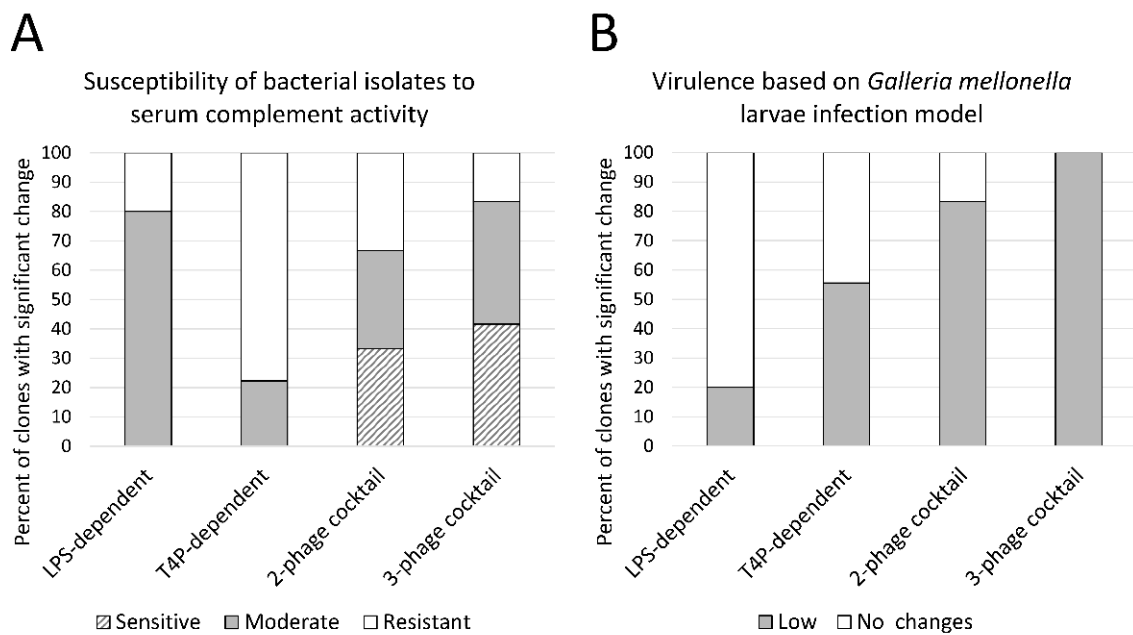 A
Susceptibility of bacterial isolates to
serum complement activity
Percent of clones with significant change
100
90
80
70
60
50
40
30
20
10
0
LPS-dependent
T4P-dependent
2-phage cocktail
3-phage cocktail
Sensitive Moderate Resistant
B
Virulence based on Galleria mellonella
larvae infection model
Percent of clones with significant change
100
90
80
70
60
50
40
30
20
10
0
LPS-dependent
T4P-dependent
2-phage cocktail
3-phage cocktail
Low No changes